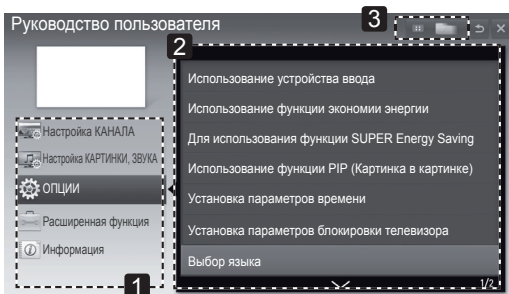 Руководство пользователя
3
2
Настройка КАНАЛА
Настройка КАРТИНКИ, ЗВУКА
ОПЦИИ
Расширенная функция
Информация
1
Использование устройства ввода
Использование функции экономии энергии
Для использования функции SUPER Energy Saving
Использование функции PIP (Картинка в картинке)
Установка параметров времени
Установка параметров блокировки телевизора
Выбор языка
1/2